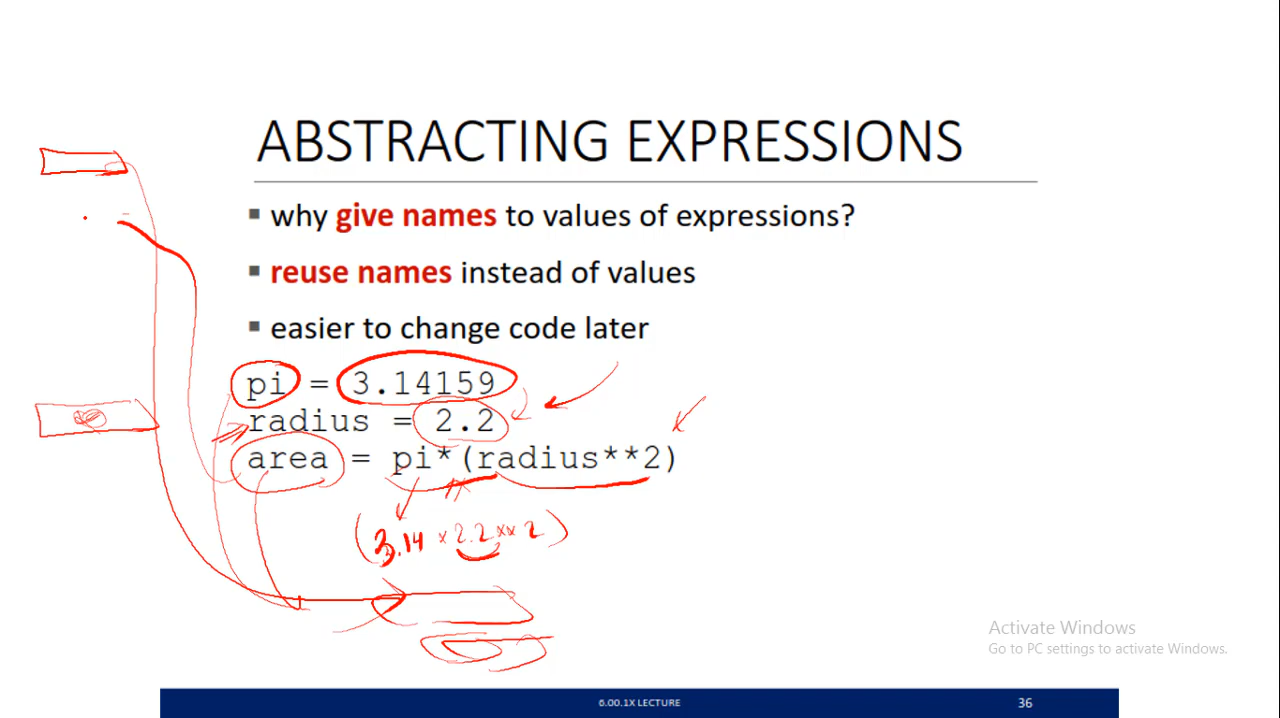 ABSTRACTING EXPRESSIONS
▪ why give names to values of expressions?
▪ reuse names instead of values
▪ easier to change code later
pi = 3.14159
radius = 2.2
area = pi*(radius**2)
(3.14 × 2.2 ×× 2)
Activate Windows
Go to PC settings to activate Windows.
6.00.1X LECTURE
36